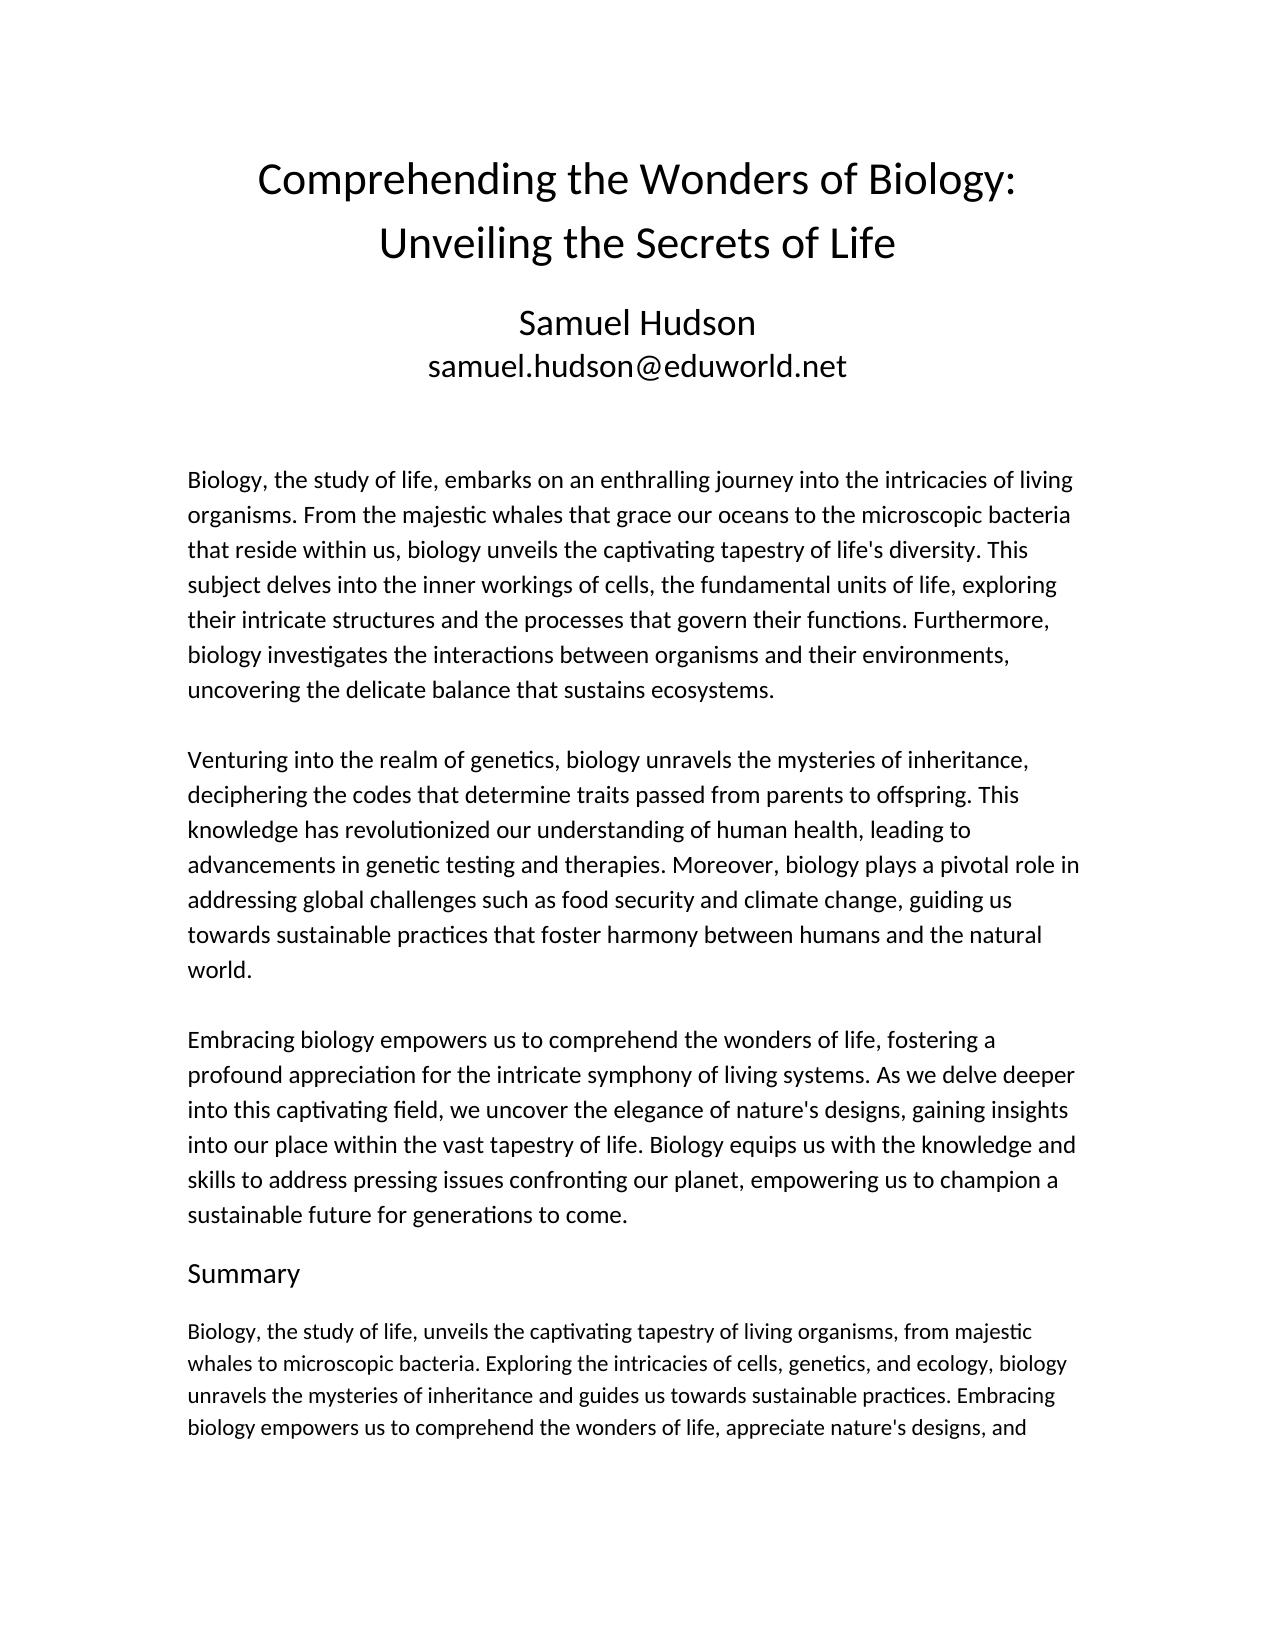 Comprehending the Wonders of Biology:
Unveiling the Secrets of Life
Samuel Hudson
samuel.hudson@eduworld.net
Biology, the study of life, embarks on an enthralling journey into the intricacies of living
organisms. From the majestic whales that grace our oceans to the microscopic bacteria
that reside within us, biology unveils the captivating tapestry of life's diversity. This
subject delves into the inner workings of cells, the fundamental units of life, exploring
their intricate structures and the processes that govern their functions. Furthermore,
biology investigates the interactions between organisms and their environments,
uncovering the delicate balance that sustains ecosystems.
Venturing into the realm of genetics, biology unravels the mysteries of inheritance,
deciphering the codes that determine traits passed from parents to offspring. This
knowledge has revolutionized our understanding of human health, leading to
advancements in genetic testing and therapies. Moreover, biology plays a pivotal role in
addressing global challenges such as food security and climate change, guiding us
towards sustainable practices that foster harmony between humans and the natural
world.
Embracing biology empowers us to comprehend the wonders of life, fostering a
profound appreciation for the intricate symphony of living systems. As we delve deeper
into this captivating field, we uncover the elegance of nature's designs, gaining insights
into our place within the vast tapestry of life. Biology equips us with the knowledge and
skills to address pressing issues confronting our planet, empowering us to champion a
sustainable future for generations to come.
Summary
Biology, the study of life, unveils the captivating tapestry of living organisms, from majestic
whales to microscopic bacteria. Exploring the intricacies of cells, genetics, and ecology, biology
unravels the mysteries of inheritance and guides us towards sustainable practices. Embracing
biology empowers us to comprehend the wonders of life, appreciate nature's designs, and